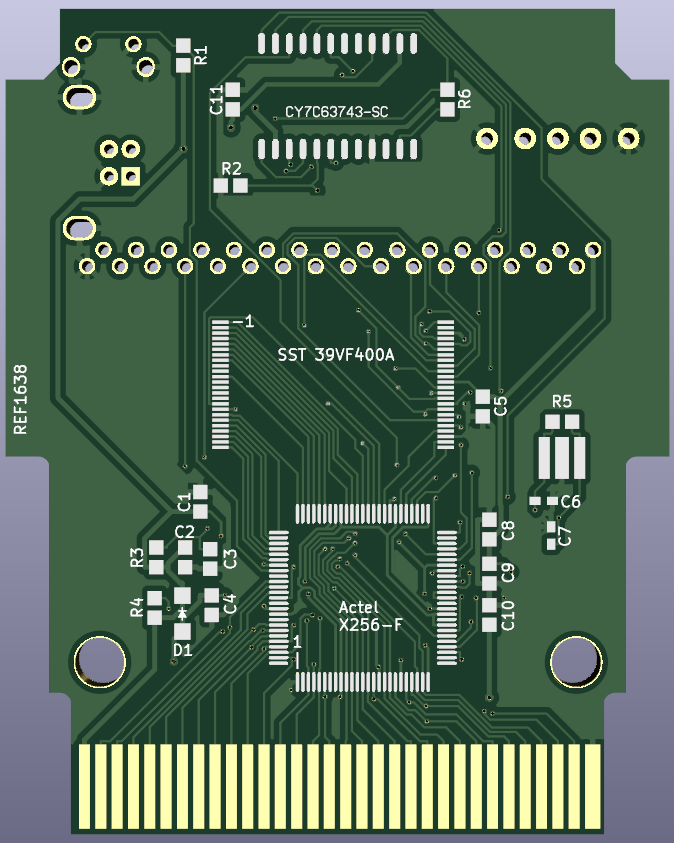 R1
C11
R6
CY7C63743-SC
R2
-1
SST 39VF400A
REF1638
C5
R5
C1
C6
C8
C7
C2
R3
C3
C9
R4
C4
Actel
X256-F
C10
D1
1